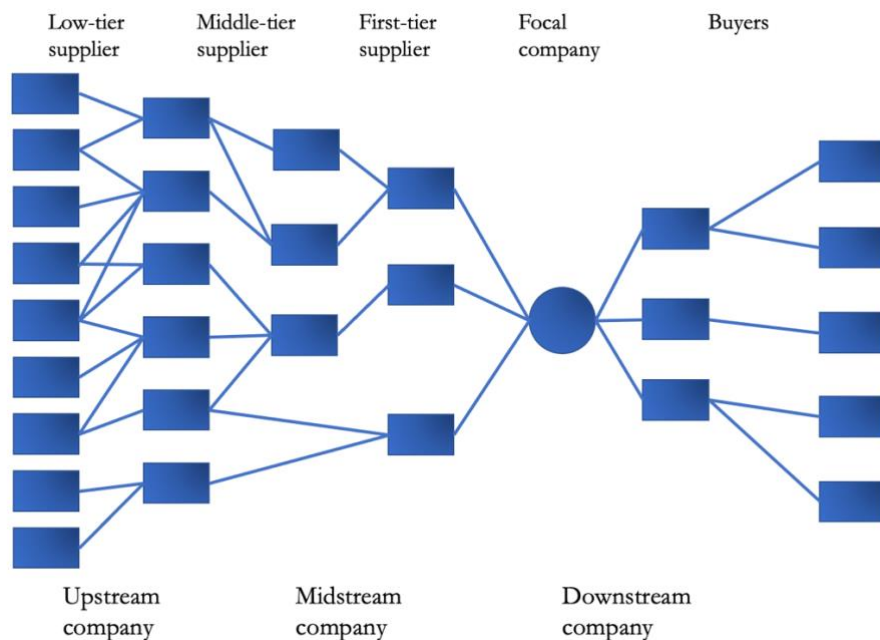 Low-tier
supplier
Middle-tier
supplier
First-tier
supplier
Focal
company
Buyers
Upstream
company
Midstream
company
Downstream
company